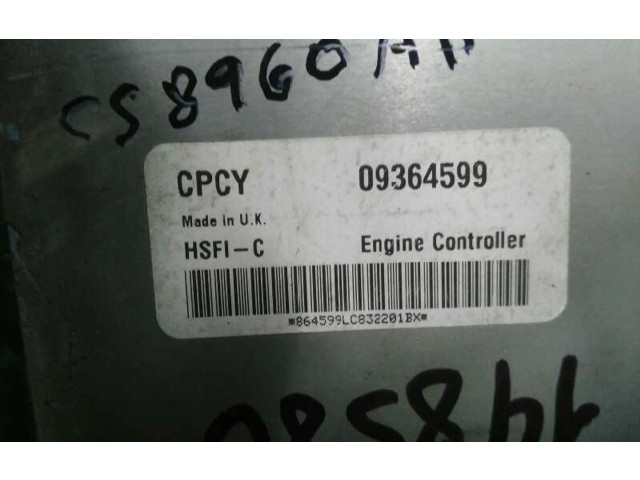 CS8960AH
CPCY 09364599
Made in U.K.
HSFI-C Engine Controller
*864599LC832201BX*